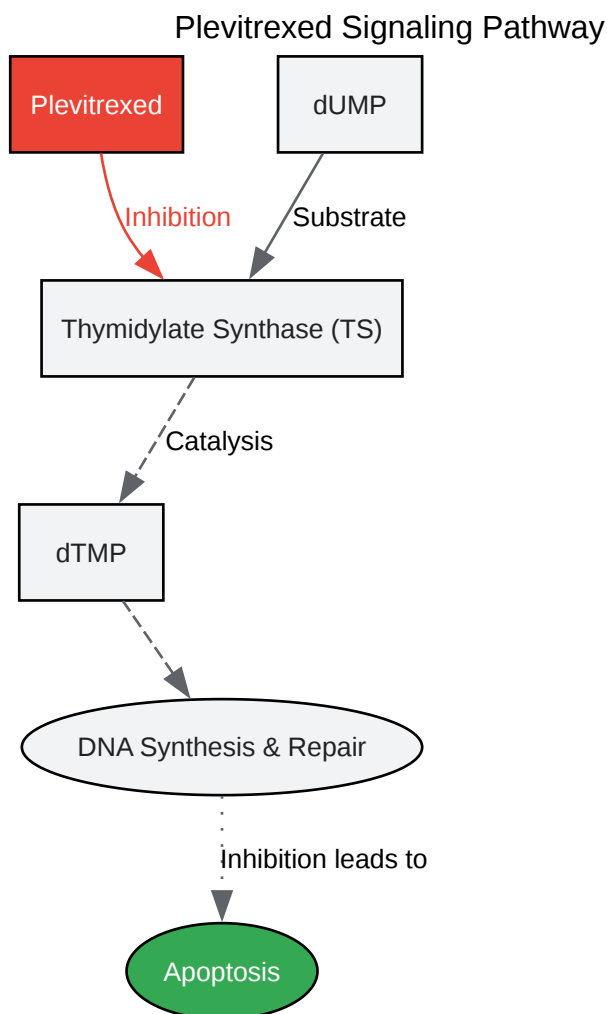 Plevitrexed Signaling Pathway
Plevitrexed
dUMP
Inhibition
Substrate
Thymidylate Synthase (TS)
Catalysis
dTMP
DNA Synthesis & Repair
Inhibition leads to
Apoptosis